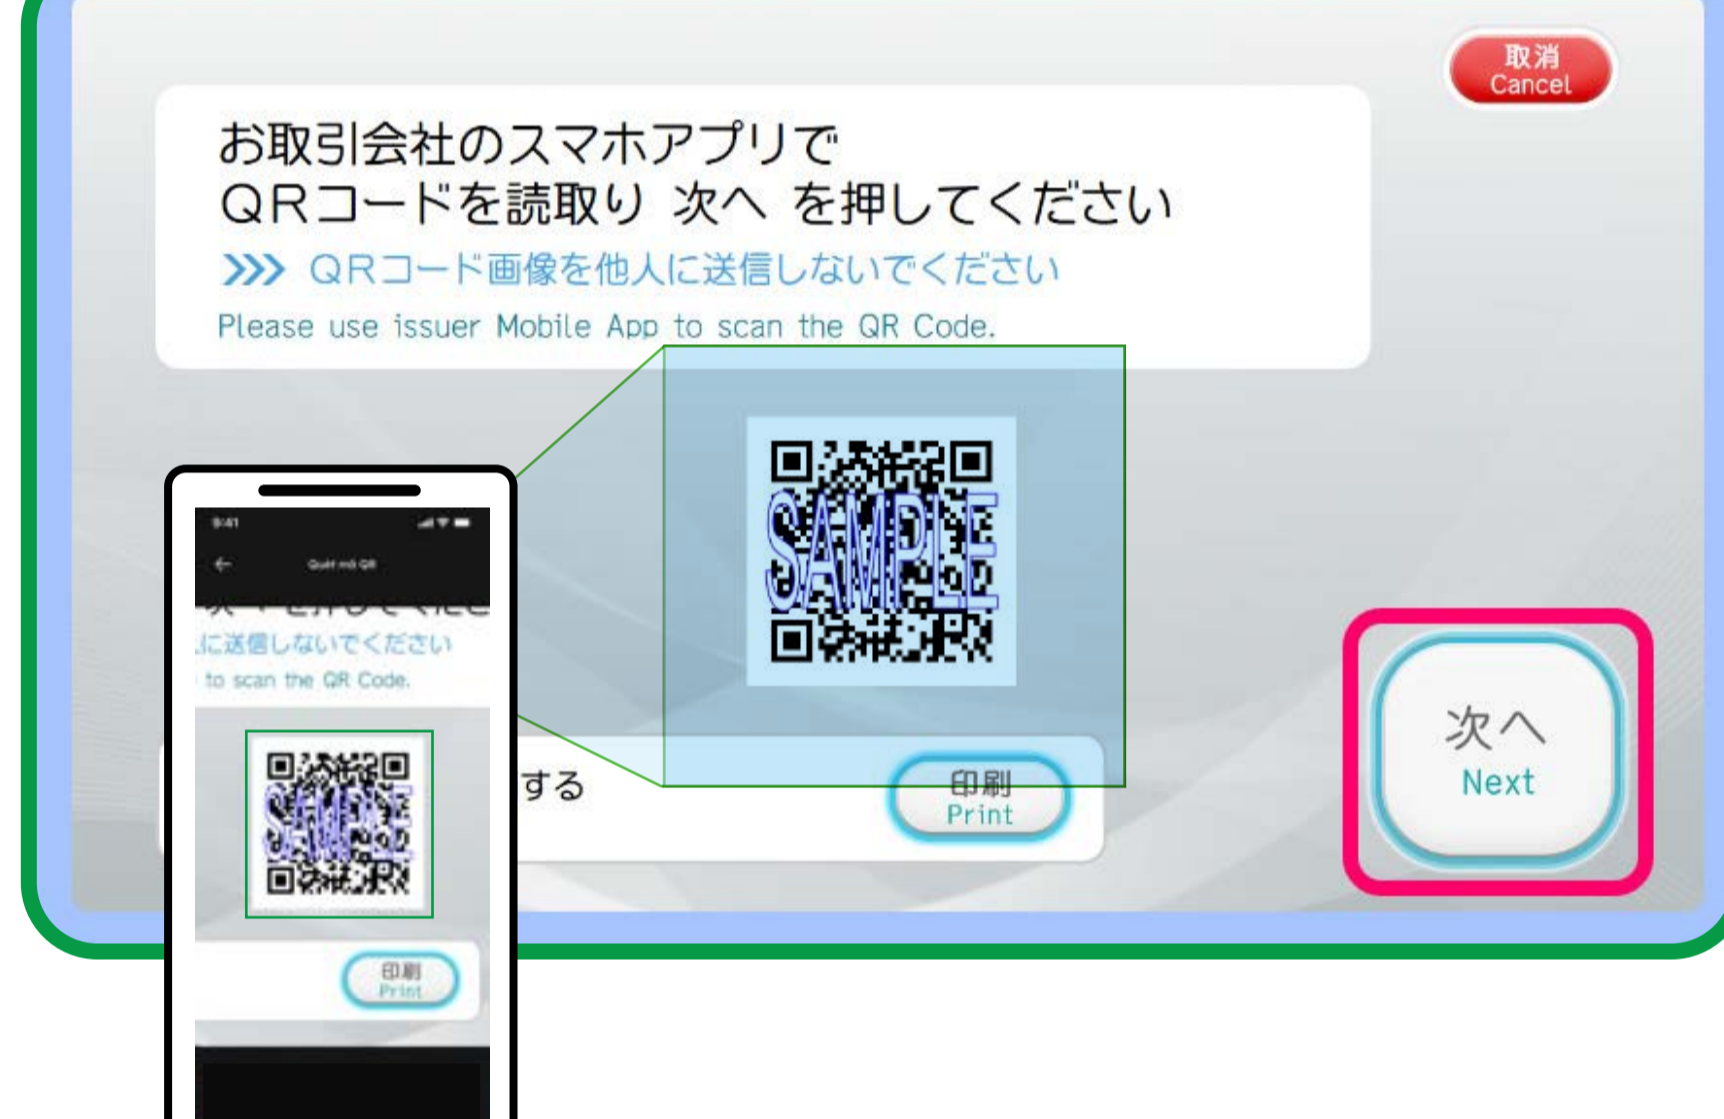 取消
Cancel
お取引会社のスマホアプリで
QRコードを読取り 次へ を押してください
>>> QRコード画像を他人に送信しないでください
Please use issuer Mobile App to scan the QR Code.
SAMPLE
次へ
Next
する
印刷
Print
9:41
Quét mã QR
に送信しないでください
to scan the QR Code.
SAMPLE
印刷
Print